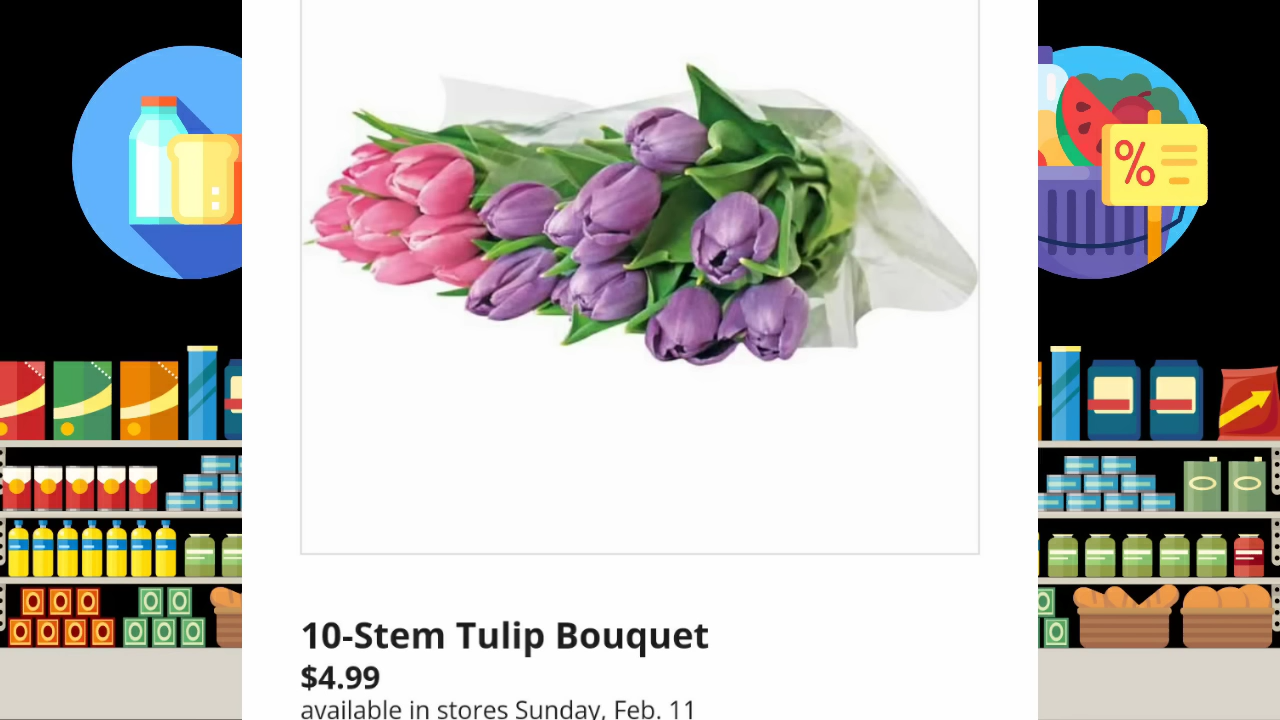 %
10-Stem Tulip Bouquet
$4.99
available in stores Sunday, Feb. 11